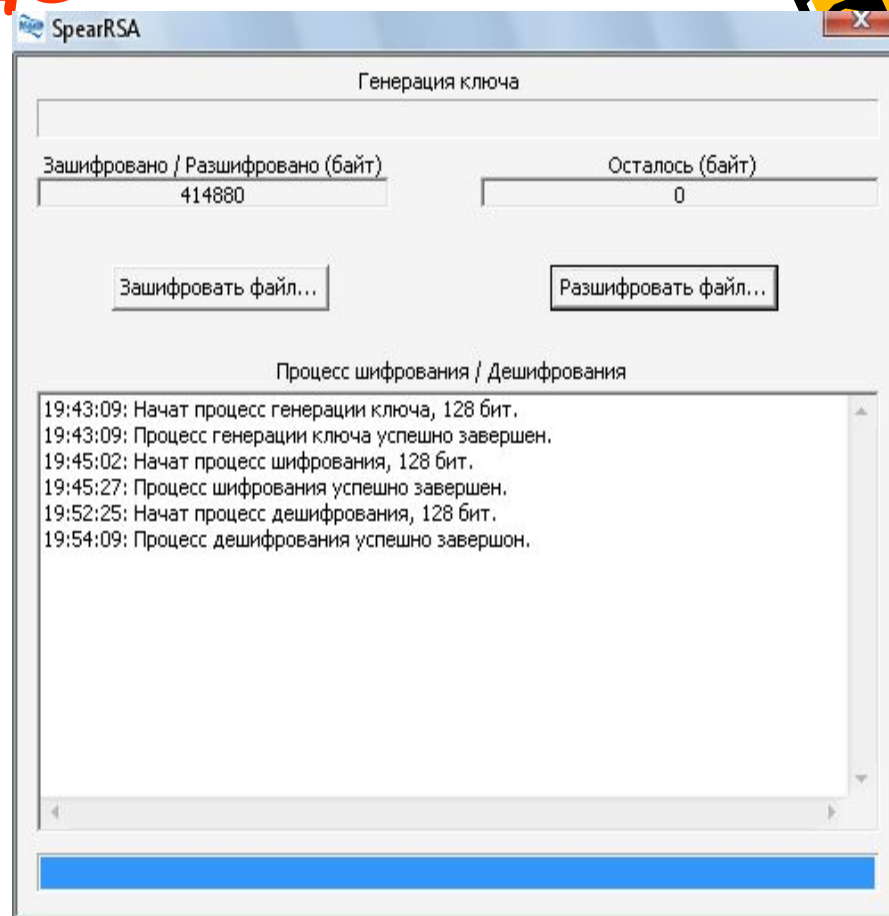 SpearRSA
Генерация ключа
Зашифровано / Разшифровано (байт)
Осталось (байт)
414880
0
Зашифровать файл...
Разшифровать файл...
Процесс шифрования / Дешифрования
19:43:09: Начат процесс генерации ключа, 128 бит.
19:43:09: Процесс генерации ключа успешно завершен.
19:45:02: Начат процесс шифрования, 128 бит.
19:45:27: Процесс шифрования успешно завершен.
19:52:25: Начат процесс дешифрования, 128 бит.
19:54:09: Процесс дешифрования успешно завершон.